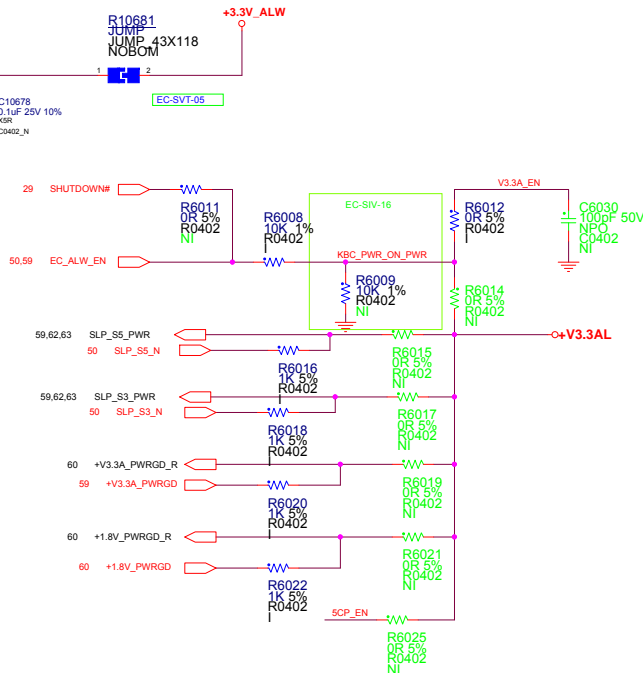 R10681
JUMP
JUMP_43X118
NOBOM
+3.3V_ALW
1
2
C10678
0.1uF 25V 10%
X5R
C0402_N
EC-SVT-05
29 SHUTDOWN#
R6011
0R 5%
R0402
NI
50,59 EC_ALW_EN
R6008
10K 1%
R0402
I
EC-SIV-16
KBC_PWR_ON_PWR
R6009
10K 1%
R0402
NI
V3.3A_EN
R6012
0R 5%
R0402
I
C6030
100pF 50V
NPO
C0402
NI
R6014
0R 5%
R0402
NI
+V3.3AL
59,62,63 SLP_S5_PWR
50 SLP_S5_N
R6016
1K 5%
R0402
I
R6015
0R 5%
R0402
NI
59,62,63 SLP_S3_PWR
50 SLP_S3_N
R6018
1K 5%
R0402
I
R6017
0R 5%
R0402
NI
60 +V3.3A_PWRGD_R
59 +V3.3A_PWRGD
R6020
1K 5%
R0402
I
R6019
0R 5%
R0402
NI
60 +1.8V_PWRGD_R
60 +1.8V_PWRGD
R6022
1K 5%
R0402
I
R6021
0R 5%
R0402
NI
5CP_EN
R6025
0R 5%
R0402
NI